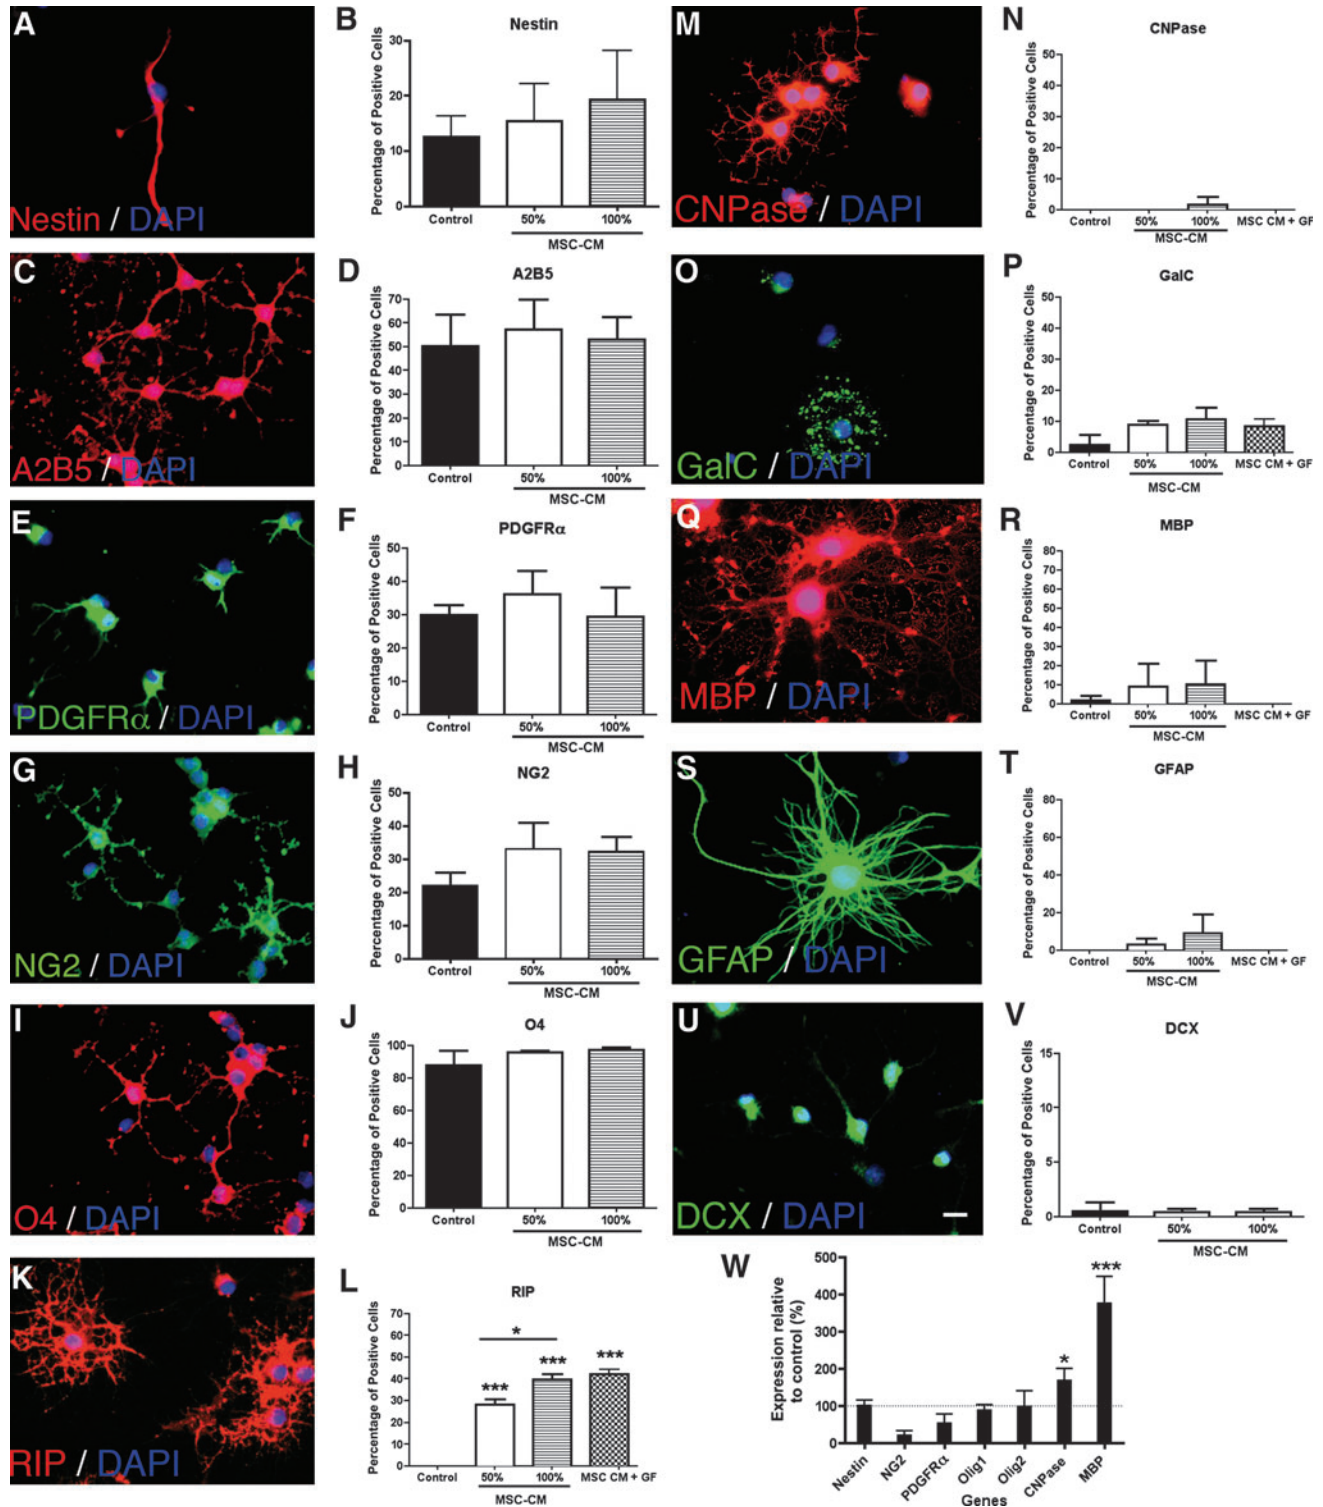 A
Nestin / DAPI
B
Nestin
Percentage of Positive Cells
30
20
10
0
Control
50%
100%
MSC-CM
C
A2B5 / DAPI
D
A2B5
Percentage of Positive Cells
70
60
50
40
30
20
10
0
Control
50%
100%
MSC-CM
E
PDGFRα / DAPI
F
PDGFRα
Percentage of Positive Cells
50
40
30
20
10
0
Control
50%
100%
MSC-CM
G
NG2 / DAPI
H
NG2
Percentage of Positive Cells
50
40
30
20
10
0
Control
50%
100%
MSC-CM
I
O4 / DAPI
J
O4
Percentage of Positive Cells
100
80
60
40
20
0
Control
50%
100%
MSC-CM
K
RIP / DAPI
L
RIP
Percentage of Positive Cells
70
60
50
40
30
20
10
0
*
***
***
***
Control
50%
100%
MSC CM + GF
MSC-CM
M
CNPase / DAPI
N
CNPase
Percentage of Positive Cells
50
40
30
20
10
0
Control
50%
100%
MSC CM + GF
MSC-CM
O
GalC / DAPI
P
GalC
Percentage of Positive Cells
50
40
30
20
10
0
Control
50%
100%
MSC CM + GF
MSC-CM
Q
MBP / DAPI
R
MBP
Percentage of Positive Cells
80
70
60
50
40
30
20
10
0
Control
50%
100%
MSC CM + GF
MSC-CM
S
GFAP / DAPI
T
GFAP
Percentage of Positive Cells
80
60
40
20
0
Control
50%
100%
MSC CM + GF
MSC-CM
U
DCX / DAPI
V
DCX
Percentage of Positive Cells
15
10
5
0
Control
50%
100%
MSC-CM
W
Expression relative
to control (%)
500
400
300
200
100
0
*
***
Nestin
NG2
PDGFRα
Olig1
Olig2
CNPase
MBP
Genes